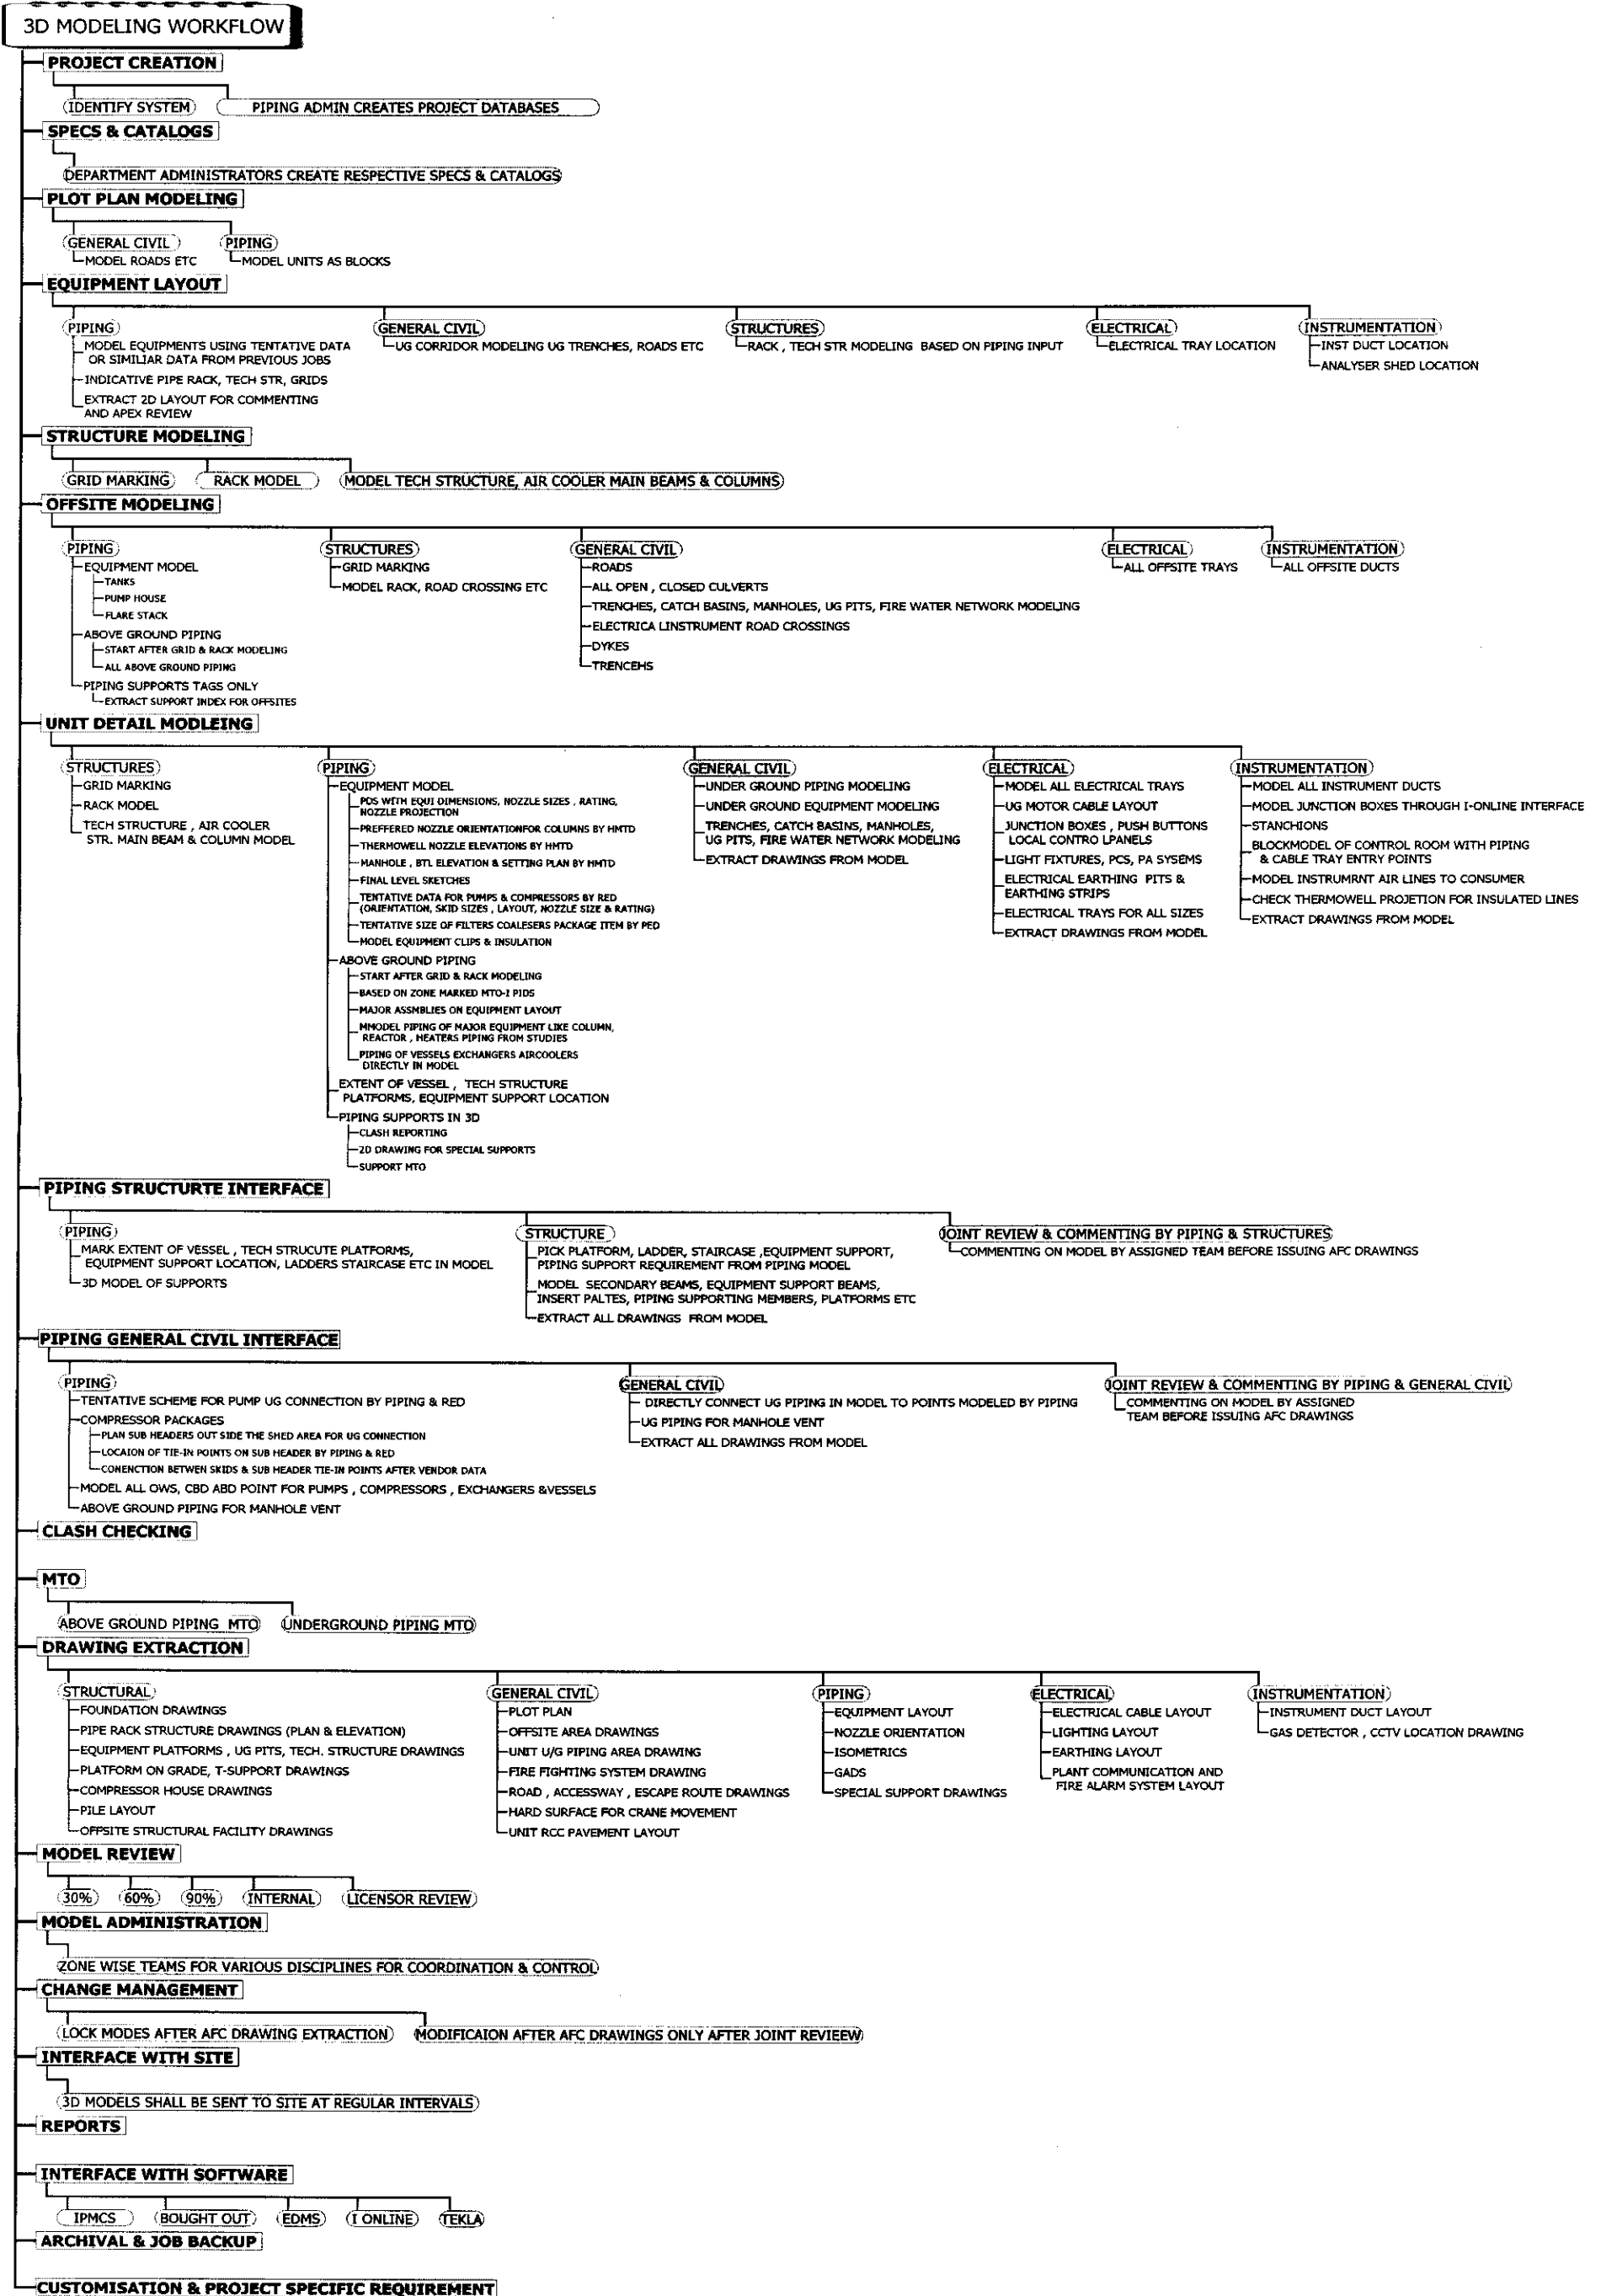 3D MODELING WORKFLOW
PROJECT CREATION
IDENTIFY SYSTEM
PIPING ADMIN CREATES PROJECT DATABASES
SPECS & CATALOGS
DEPARTMENT ADMINISTRATORS CREATE RESPECTIVE SPECS & CATALOGS
PLOT PLAN MODELING
GENERAL CIVIL
MODEL ROADS ETC
PIPING
MODEL UNITS AS BLOCKS
EQUIPMENT LAYOUT
PIPING
MODEL EQUIPMENTS USING TENTATIVE DATA
OR SIMILIAR DATA FROM PREVIOUS JOBS
INDICATIVE PIPE RACK, TECH STR, GRIDS
EXTRACT 2D LAYOUT FOR COMMENTING
AND APEX REVIEW
GENERAL CIVIL
UG CORRIDOR MODELING UG TRENCHES, ROADS ETC
STRUCTURES
RACK , TECH STR MODELING BASED ON PIPING INPUT
ELECTRICAL
ELECTRICAL TRAY LOCATION
INSTRUMENTATION
INST DUCT LOCATION
ANALYSER SHED LOCATION
STRUCTURE MODELING
GRID MARKING
RACK MODEL
MODEL TECH STRUCTURE, AIR COOLER MAIN BEAMS & COLUMNS
OFFSITE MODELING
PIPING
EQUIPMENT MODEL
TANKS
PUMP HOUSE
FLARE STACK
ABOVE GROUND PIPING
START AFTER GRID & RACK MODELING
ALL ABOVE GROUND PIPING
PIPING SUPPORTS TAGS ONLY
EXTRACT SUPPORT INDEX FOR OFFSITES
STRUCTURES
GRID MARKING
MODEL RACK, ROAD CROSSING ETC
GENERAL CIVIL
ROADS
ALL OPEN , CLOSED CULVERTS
TRENCHES, CATCH BASINS, MANHOLES, UG PITS, FIRE WATER NETWORK MODELING
ELECTRICA LINSTRUMENT ROAD CROSSINGS
DYKES
TRENCEHS
ELECTRICAL
ALL OFFSITE TRAYS
INSTRUMENTATION
ALL OFFSITE DUCTS
UNIT DETAIL MODLEING
STRUCTURES
GRID MARKING
RACK MODEL
TECH STRUCTURE , AIR COOLER
STR. MAIN BEAM & COLUMN MODEL
PIPING
EQUIPMENT MODEL
PDS WITH EQUI DIMENSIONS, NOZZLE SIZES , RATING,
NOZZLE PROJECTION
PREFFERED NOZZLE ORIENTATIONFOR COLUMNS BY HMTD
THERMOWELL NOZZLE ELEVATIONS BY HMTD
MANHOLE , BTL ELEVATION & SETTING PLAN BY HMTD
FINAL LEVEL SKETCHES
TENTATIVE DATA FOR PUMPS & COMPRESSORS BY RED
(ORIENTATION, SKID SIZES , LAYOUT, NOZZLE SIZE & RATING)
TENTATIVE SIZE OF FILTERS COALESERS PACKAGE ITEM BY PED
MODEL EQUIPMENT CLIPS & INSULATION
ABOVE GROUND PIPING
START AFTER GRID & RACK MODELING
BASED ON ZONE MARKED MTO-I PIDS
MAJOR ASSMBLIES ON EQUIPMENT LAYOUT
MMODEL PIPING OF MAJOR EQUIPMENT LIKE COLUMN,
REACTOR , HEATERS PIPING FROM STUDIES
PIPING OF VESSELS EXCHANGERS AIRCOOLERS
DIRECTLY IN MODEL
EXTENT OF VESSEL , TECH STRUCTURE
PLATFORMS, EQUIPMENT SUPPORT LOCATION
PIPING SUPPORTS IN 3D
CLASH REPORTING
2D DRAWING FOR SPECIAL SUPPORTS
SUPPORT MTO
GENERAL CIVIL
UNDER GROUND PIPING MODELING
UNDER GROUND EQUIPMENT MODELING
TRENCHES, CATCH BASINS, MANHOLES,
UG PITS, FIRE WATER NETWORK MODELING
EXTRACT DRAWINGS FROM MODEL
ELECTRICAL
MODEL ALL ELECTRICAL TRAYS
UG MOTOR CABLE LAYOUT
JUNCTION BOXES , PUSH BUTTONS
LOCAL CONTRO LPANELS
LIGHT FIXTURES, PCS, PA SYSEMS
ELECTRICAL EARTHING PITS &
EARTHING STRIPS
ELECTRICAL TRAYS FOR ALL SIZES
EXTRACT DRAWINGS FROM MODEL
INSTRUMENTATION
MODEL ALL INSTRUMENT DUCTS
MODEL JUNCTION BOXES THROUGH I-ONLINE INTERFACE
STANCHIONS
BLOCKMODEL OF CONTROL ROOM WITH PIPING
& CABLE TRAY ENTRY POINTS
MODEL INSTRUMRNT AIR LINES TO CONSUMER
CHECK THERMOWELL PROJETION FOR INSULATED LINES
EXTRACT DRAWINGS FROM MODEL
PIPING STRUCTURTE INTERFACE
PIPING
MARK EXTENT OF VESSEL , TECH STRUCUTE PLATFORMS,
EQUIPMENT SUPPORT LOCATION, LADDERS STAIRCASE ETC IN MODEL
3D MODEL OF SUPPORTS
STRUCTURE
PICK PLATFORM, LADDER, STAIRCASE ,EQUIPMENT SUPPORT,
PIPING SUPPORT REQUIREMENT FROM PIPING MODEL
MODEL SECONDARY BEAMS, EQUIPMENT SUPPORT BEAMS,
INSERT PALTES, PIPING SUPPORTING MEMBERS, PLATFORMS ETC
EXTRACT ALL DRAWINGS FROM MODEL
JOINT REVIEW & COMMENTING BY PIPING & STRUCTURES
COMMENTING ON MODEL BY ASSIGNED TEAM BEFORE ISSUING AFC DRAWINGS
PIPING GENERAL CIVIL INTERFACE
PIPING
TENTATIVE SCHEME FOR PUMP UG CONNECTION BY PIPING & RED
COMPRESSOR PACKAGES
PLAN SUB HEADERS OUT SIDE THE SHED AREA FOR UG CONNECTION
LOCAION OF TIE-IN POINTS ON SUB HEADER BY PIPING & RED
CONENCTION BETWEN SKIDS & SUB HEADER TIE-IN POINTS AFTER VENDOR DATA
MODEL ALL OWS, CBD ABD POINT FOR PUMPS , COMPRESSORS , EXCHANGERS &VESSELS
ABOVE GROUND PIPING FOR MANHOLE VENT
GENERAL CIVIL
DIRECTLY CONNECT UG PIPING IN MODEL TO POINTS MODELED BY PIPING
UG PIPING FOR MANHOLE VENT
EXTRACT ALL DRAWINGS FROM MODEL
JOINT REVIEW & COMMENTING BY PIPING & GENERAL CIVIL
COMMENTING ON MODEL BY ASSIGNED
TEAM BEFORE ISSUING AFC DRAWINGS
CLASH CHECKING
MTO
ABOVE GROUND PIPING MTO
UNDERGROUND PIPING MTO
DRAWING EXTRACTION
STRUCTURAL
FOUNDATION DRAWINGS
PIPE RACK STRUCTURE DRAWINGS (PLAN & ELEVATION)
EQUIPMENT PLATFORMS , UG PITS, TECH. STRUCTURE DRAWINGS
PLATFORM ON GRADE, T-SUPPORT DRAWINGS
COMPRESSOR HOUSE DRAWINGS
PILE LAYOUT
OFFSITE STRUCTURAL FACILITY DRAWINGS
GENERAL CIVIL
PLOT PLAN
OFFSITE AREA DRAWINGS
UNIT U/G PIPING AREA DRAWING
FIRE FIGHTING SYSTEM DRAWING
ROAD , ACCESSWAY , ESCAPE ROUTE DRAWINGS
HARD SURFACE FOR CRANE MOVEMENT
UNIT RCC PAVEMENT LAYOUT
PIPING
EQUIPMENT LAYOUT
NOZZLE ORIENTATION
ISOMETRICS
GADS
SPECIAL SUPPORT DRAWINGS
ELECTRICAL
ELECTRICAL CABLE LAYOUT
LIGHTING LAYOUT
EARTHING LAYOUT
PLANT COMMUNICATION AND
FIRE ALARM SYSTEM LAYOUT
INSTRUMENTATION
INSTRUMENT DUCT LAYOUT
GAS DETECTOR , CCTV LOCATION DRAWING
MODEL REVIEW
30%
60%
90%
INTERNAL
LICENSOR REVIEW
MODEL ADMINISTRATION
ZONE WISE TEAMS FOR VARIOUS DISCIPLINES FOR COORDINATION & CONTROL
CHANGE MANAGEMENT
LOCK MODES AFTER AFC DRAWING EXTRACTION
MODIFICAION AFTER AFC DRAWINGS ONLY AFTER JOINT REVIEEW
INTERFACE WITH SITE
3D MODELS SHALL BE SENT TO SITE AT REGULAR INTERVALS
REPORTS
INTERFACE WITH SOFTWARE
IPMCS
BOUGHT OUT
EDMS
I ONLINE
TEKLA
ARCHIVAL & JOB BACKUP
CUSTOMISATION & PROJECT SPECIFIC REQUIREMENT